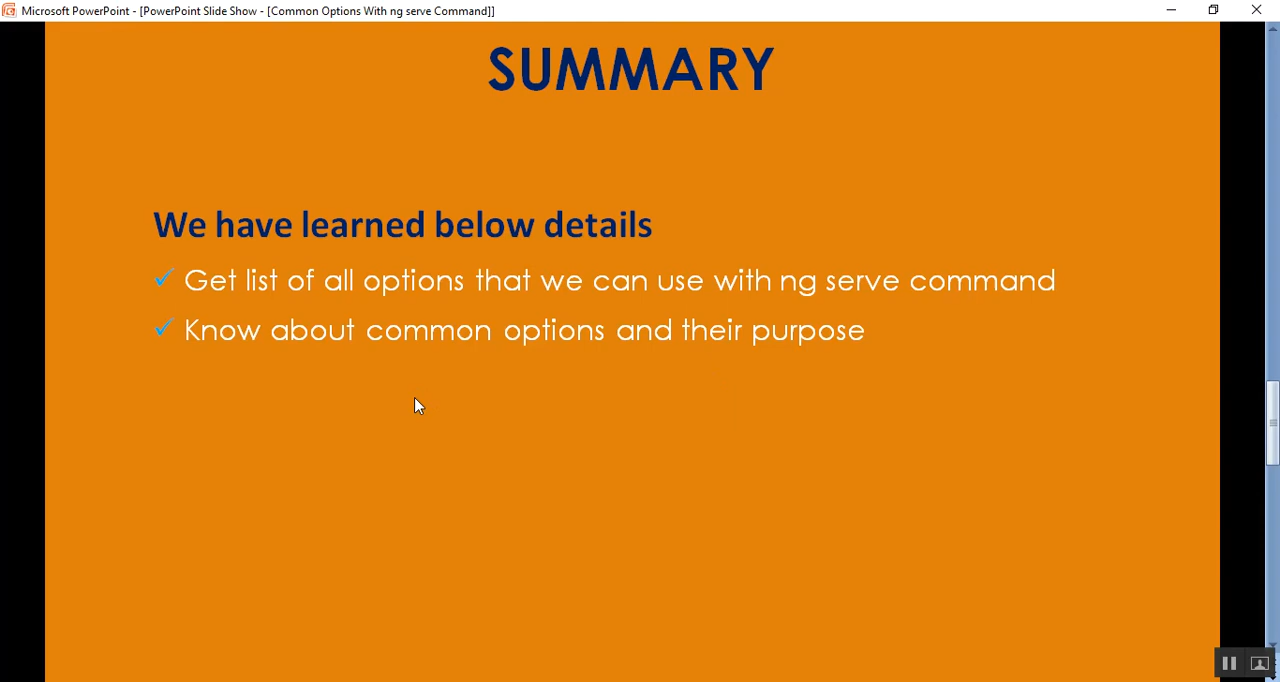 Microsoft PowerPoint - [PowerPoint Slide Show - [Common Options With ng serve Command]]
SUMMARY
We have learned below details
✓ Get list of all options that we can use with ng serve command
✓ Know about common options and their purpose